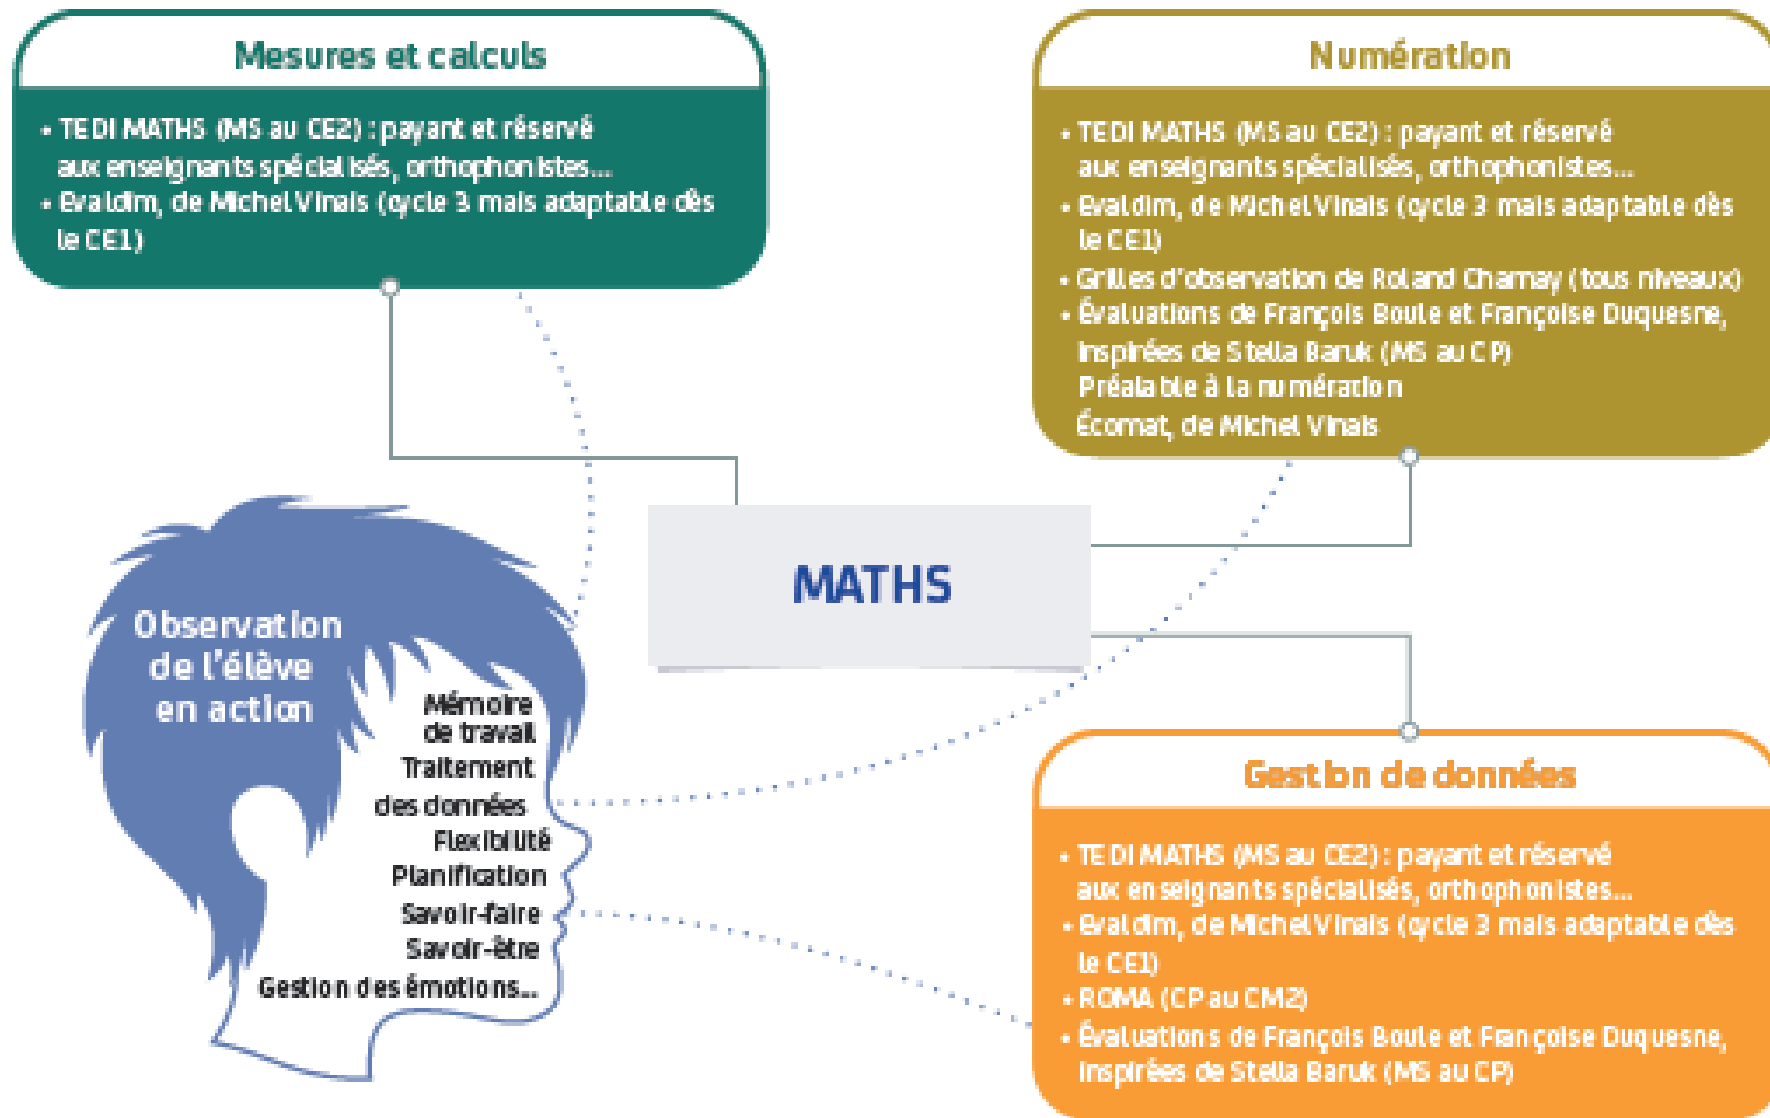 Mesures et calculs
• TEDI MATHS (MS au CE2) : payant et réservé
aux enseignants spécialisés, orthophonistes...
• Evaldim, de Michel Vinais (cycle 3 mais adaptable dès
le CE1)
Numération
• TEDI MATHS (MS au CE2) : payant et réservé
aux enseignants spécialisés, orthophonistes...
• Evaldim, de Michel Vinais (cycle 3 mais adaptable dès
le CE1)
• Grilles d'observation de Roland Charnay (tous niveaux)
• Évaluations de François Boule et Françoise Duquesne,
inspirées de Stella Baruk (MS au CP)
Préalable à la numération
Écomat, de Michel Vinais
MATHS
Observation
de l'élève
en action
Mémoire
de travail
Traitement
des données
Flexibilité
Planification
Savoir-faire
Savoir-être
Gestion des émotions...
Gestion de données
• TEDI MATHS (MS au CE2) : payant et réservé
aux enseignants spécialisés, orthophonistes...
• Evaldim, de Michel Vinais (cycle 3 mais adaptable dès
le CE1)
• ROMA (CP au CM2)
• Évaluations de François Boule et Françoise Duquesne,
inspirées de Stella Baruk (MS au CP)